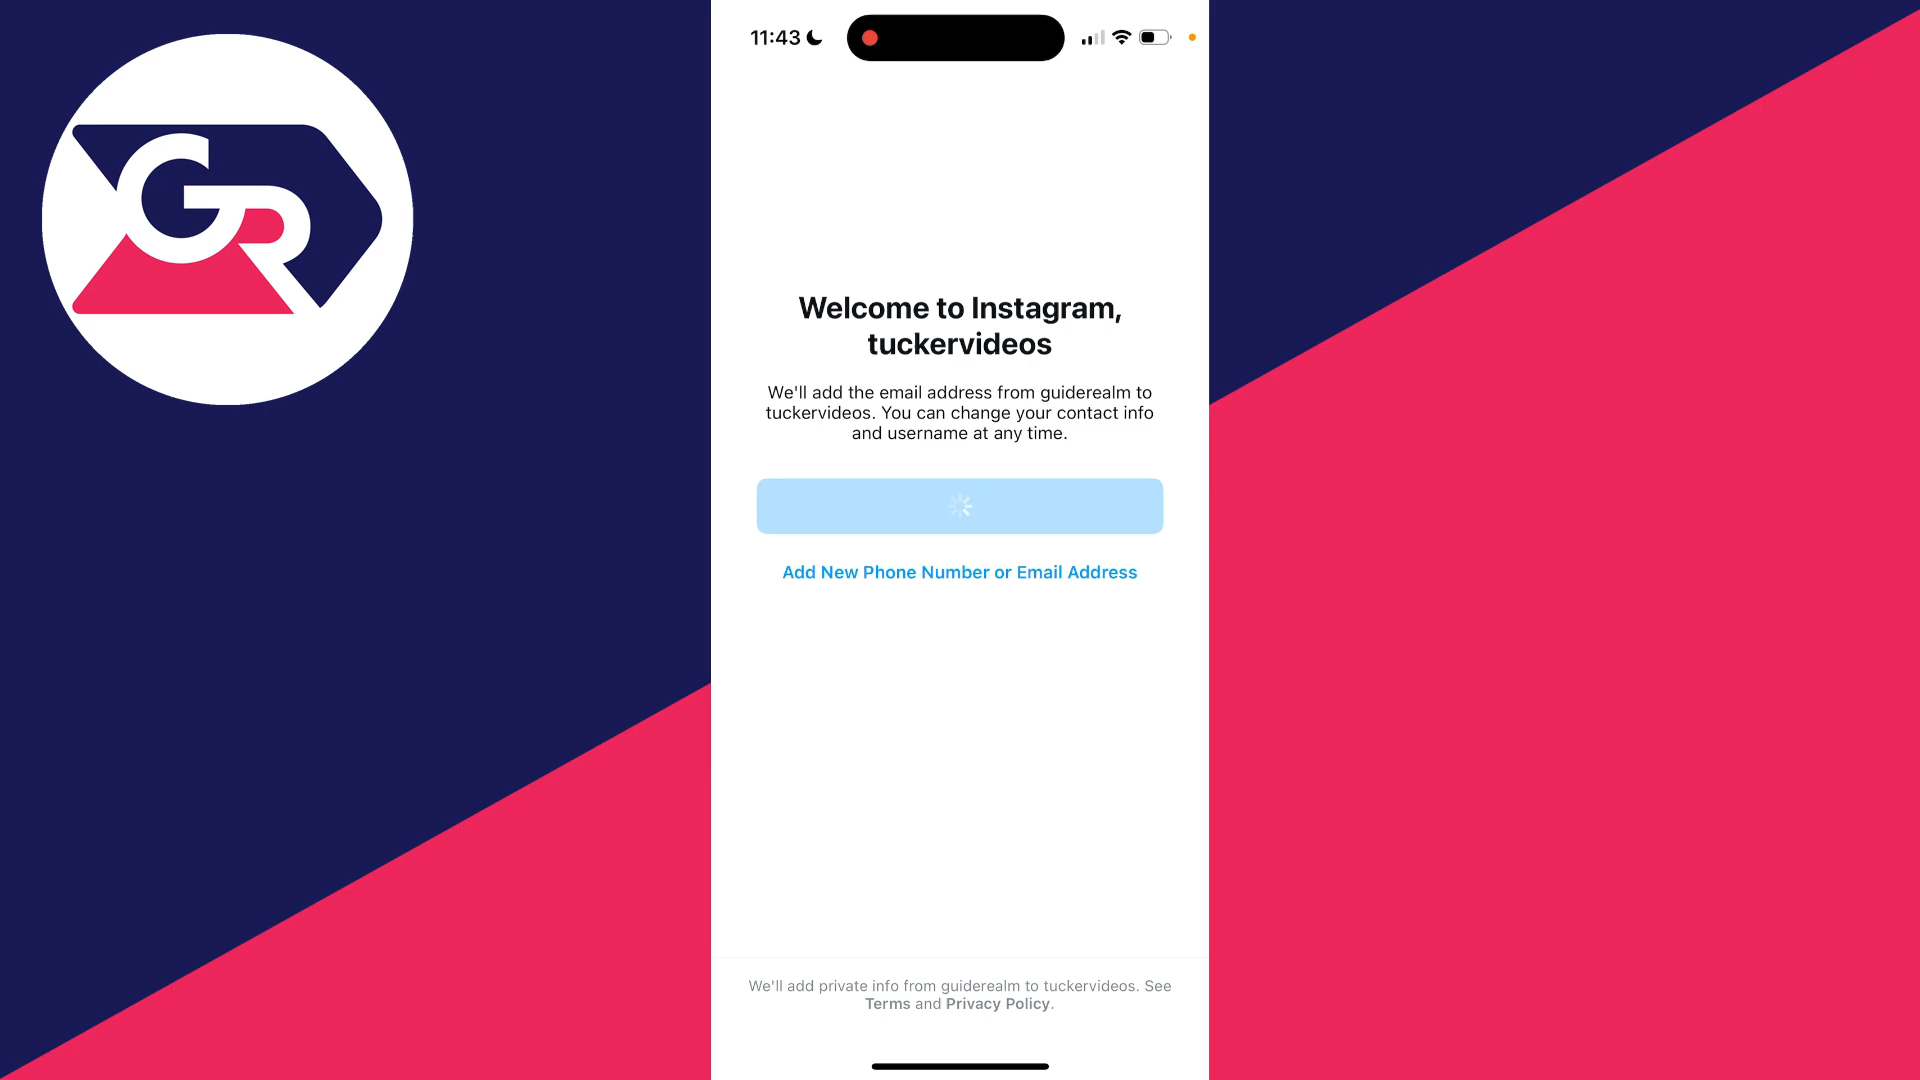 GR
11:43
Welcome to Instagram,
tuckervideos
We'll add the email address from guiderealm to
tuckervideos. You can change your contact info
and username at any time.
Add New Phone Number or Email Address
We'll add private info from guiderealm to tuckervideos. See
Terms and Privacy Policy.